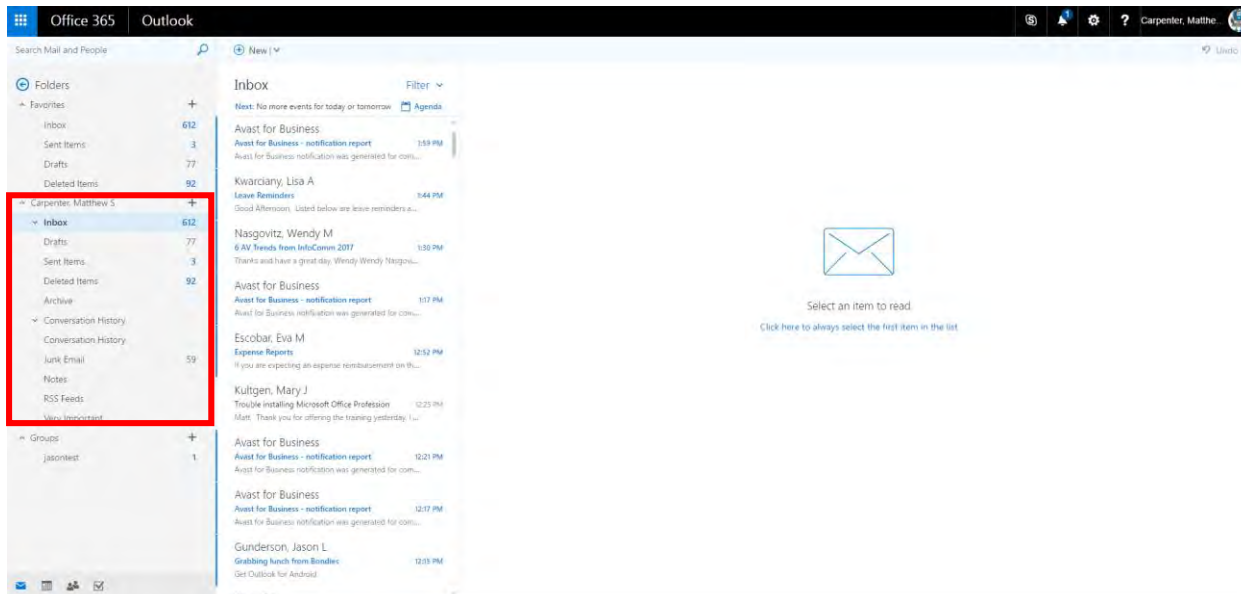 Office 365 Outlook
1
? Carpenter, Matthe...
Search Mail and People
New
Undo
Folders
Favorites
Inbox 612
Sent Items 3
Drafts 77
Deleted Items 92
Carpenter, Matthew S
Inbox 612
Drafts 77
Sent Items 3
Deleted Items 92
Archive
Conversation History
Conversation History
Junk Email 59
Notes
RSS Feeds
Very Important
Groups
jasontest 1
Inbox Filter
Next: No more events for today or tomorrow Agenda
Avast for Business
Avast for Business - notification report 1:59 PM
Avast for Business notification was generated for com...
Kwarciany, Lisa A
Leave Reminders 1:44 PM
Good Afternoon, Listed below are leave reminders a...
Nasgovitz, Wendy M
6 AV Trends from InfoComm 2017 1:30 PM
Thanks and have a great day. Wendy Wendy Nasgov...
Avast for Business
Avast for Business - notification report 1:17 PM
Avast for Business notification was generated for com...
Escobar, Eva M
Expense Reports 12:52 PM
If you are expecting an expense reimbursement on th...
Kultgen, Mary J
Trouble installing Microsoft Office Profession 12:25 PM
Matt Thank you for offering the training yesterday. I...
Avast for Business
Avast for Business - notification report 12:21 PM
Avast for Business notification was generated for com...
Avast for Business
Avast for Business - notification report 12:17 PM
Avast for Business notification was generated for com...
Gunderson, Jason L
Grabbing lunch from Bondies
Get Outlook for Android
Select an item to read
Click here to always select the first item in the list